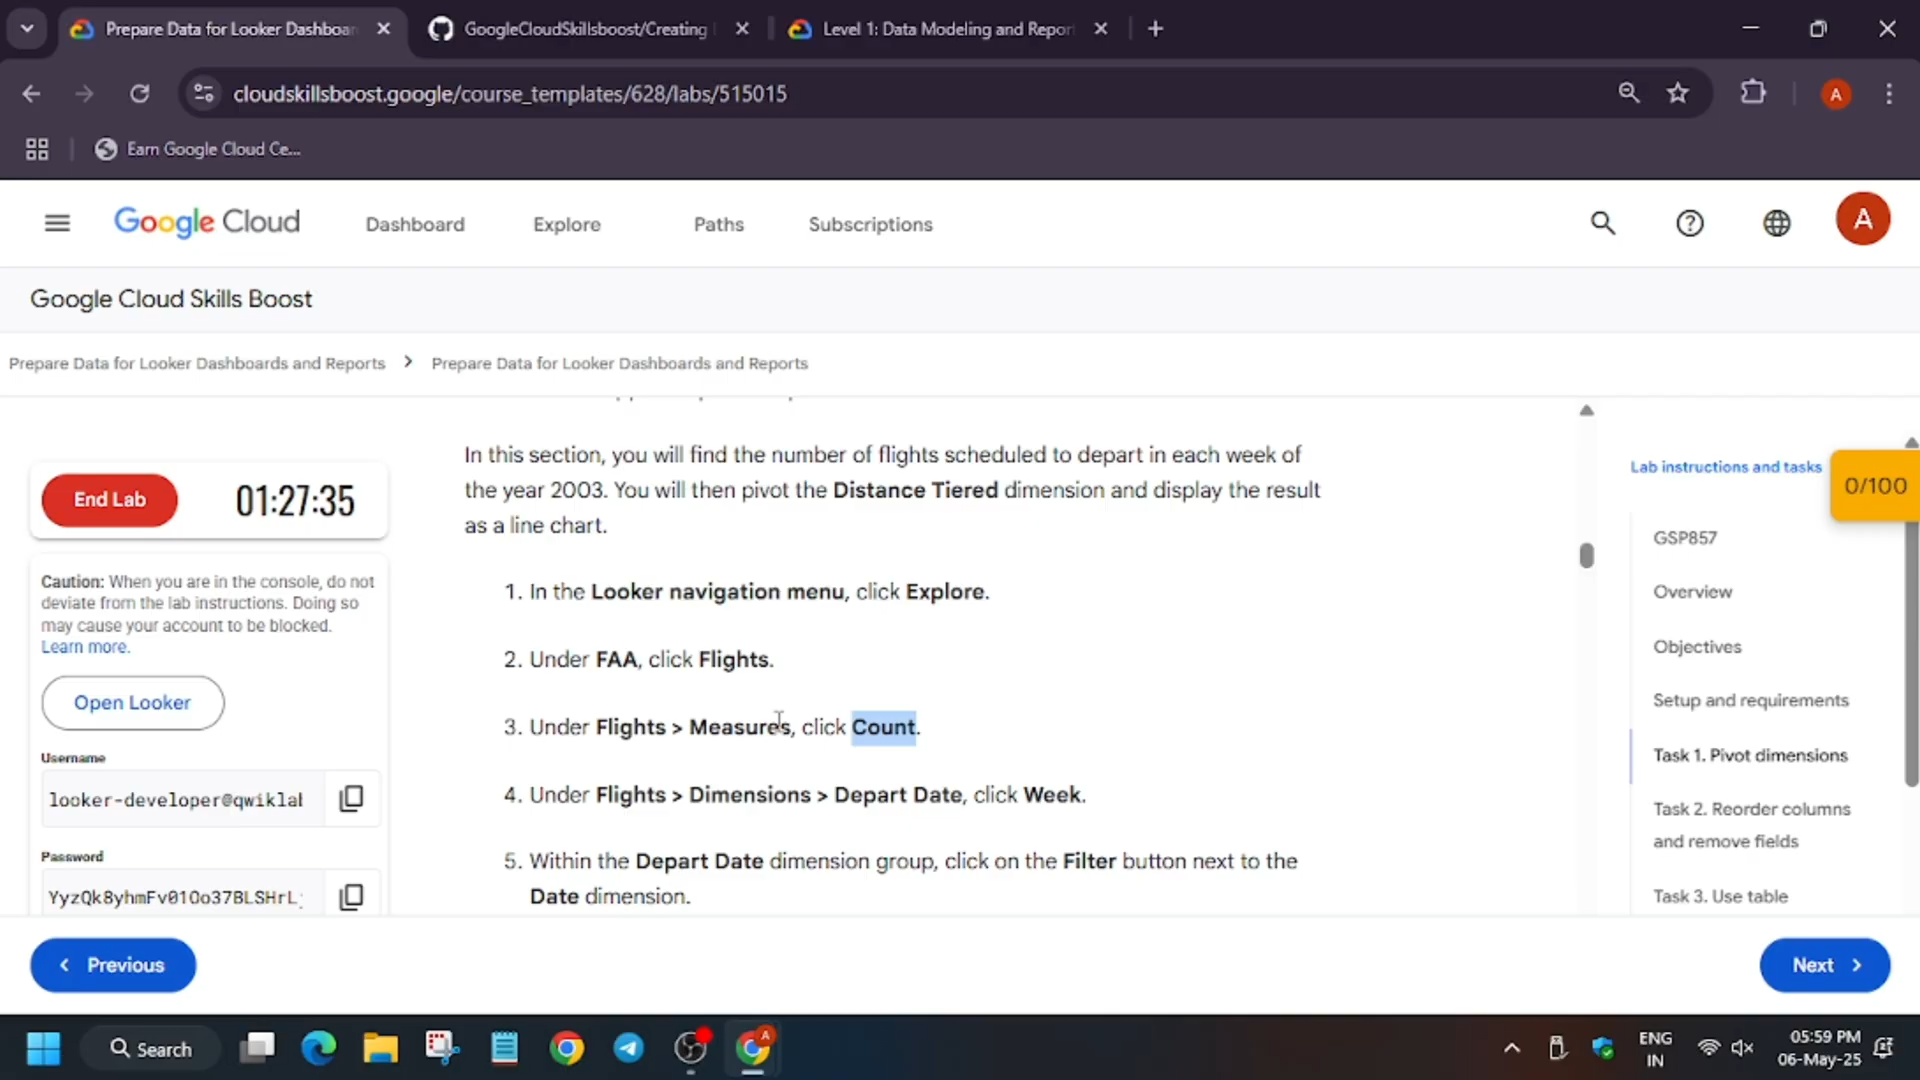 Prepare Data for Looker Dashboar
GoogleCloudSkillsboost/Creating
Level 1: Data Modeling and Repor
cloudskillsboost.google/course_templates/628/labs/515015
A
Earn Google Cloud Ce...
Google Cloud
Dashboard
Explore
Paths
Subscriptions
A
Google Cloud Skills Boost
Prepare Data for Looker Dashboards and Reports > Prepare Data for Looker Dashboards and Reports
End Lab
01:27:35
Caution: When you are in the console, do not
deviate from the lab instructions. Doing so
may cause your account to be blocked.
Learn more.
Open Looker
Username
looker-developer@qwiklal
Password
YyzQk8yhmFv01Oo37BLSHrL
In this section, you will find the number of flights scheduled to depart in each week of
the year 2003. You will then pivot the Distance Tiered dimension and display the result
as a line chart.
1. In the Looker navigation menu, click Explore.
2. Under FAA, click Flights.
3. Under Flights > Measures, click Count.
4. Under Flights > Dimensions > Depart Date, click Week.
5. Within the Depart Date dimension group, click on the Filter button next to the
Date dimension.
Lab instructions and tasks
0/100
GSP857
Overview
Objectives
Setup and requirements
Task 1. Pivot dimensions
Task 2. Reorder columns
and remove fields
Task 3. Use table
Previous
Next
Search
A
ENG
IN
05:59 PM
06-May-25